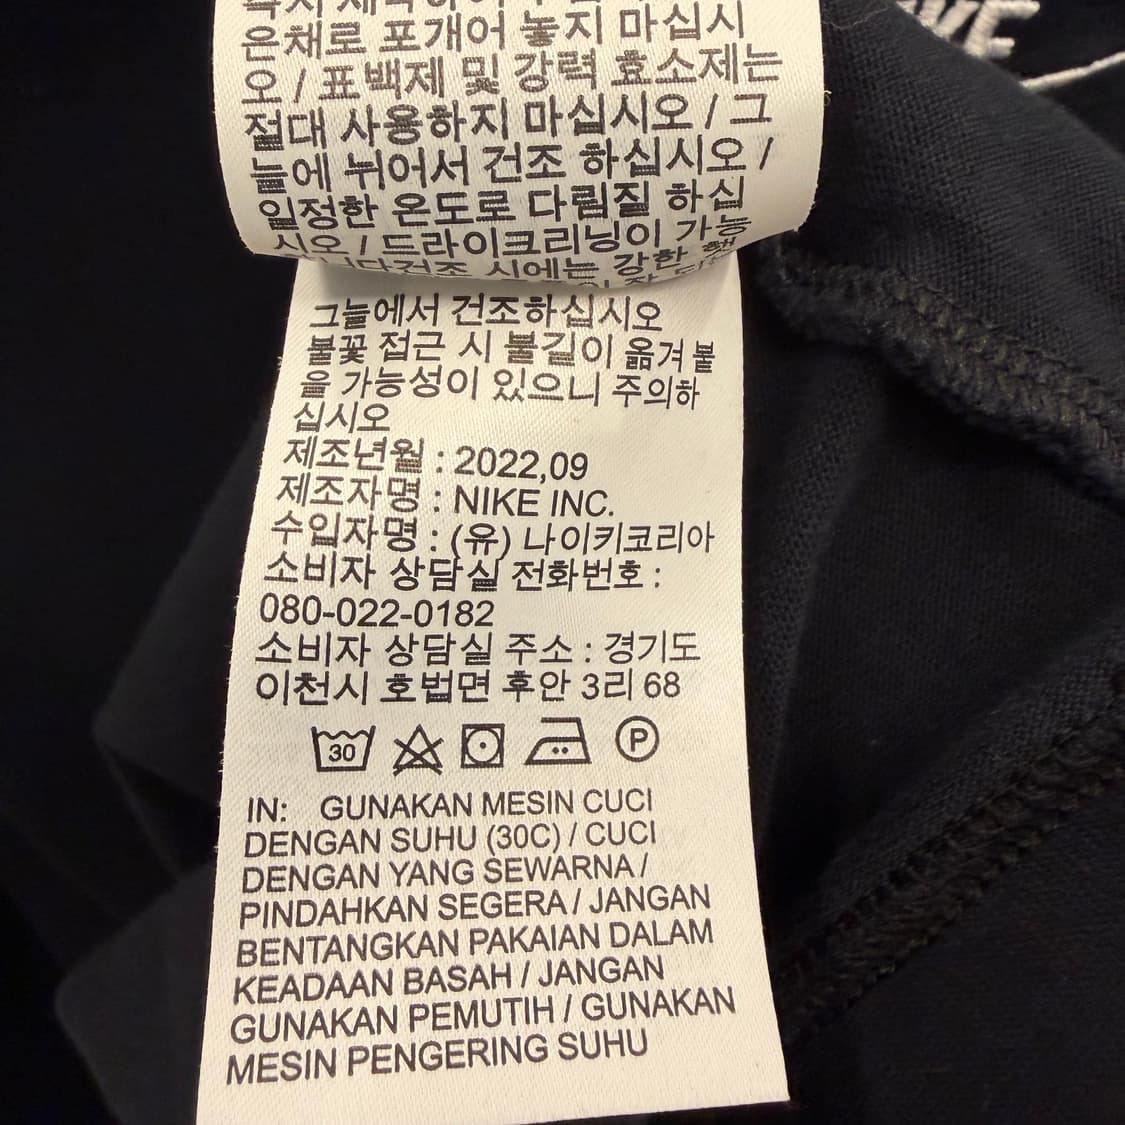 은채로 포개어 놓지 마십시
오 / 표백제 및 강력 효소제는
절대 사용하지 마십시오 / 그
늘에 뉘어서 건조 하십시오 /
일정한 온도로 다림질 하십
시오 / 드라이크리닝이 가능
건조 시에는 강한
그늘에서 건조하십시오
불꽃 접근 시 불길이 옮겨 붙
을 가능성이 있으니 주의하
십시오
제조년월 : 2022,09
제조자명 : NIKE INC.
수입자명 : (유) 나이키코리아
소비자 상담실 전화번호 :
080-022-0182
소비자 상담실 주소 : 경기도
이천시 호법면 후안 3리 68
30 P
IN: GUNAKAN MESIN CUCI
DENGAN SUHU (30C) / CUCI
DENGAN YANG SEWARNA /
PINDAHKAN SEGERA / JANGAN
BENTANGKAN PAKAIAN DALAM
KEADAAN BASAH / JANGAN
GUNAKAN PEMUTIH / GUNAKAN
MESIN PENGERING SUHU